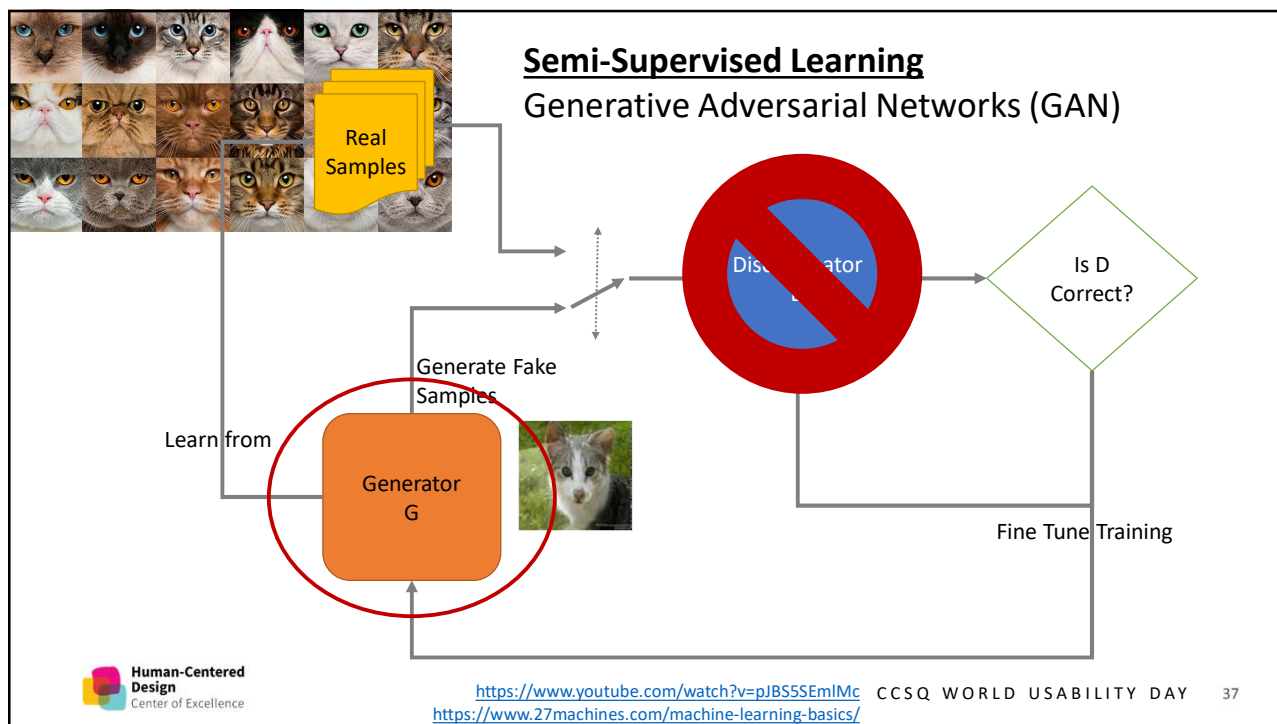 Semi-Supervised Learning
Generative Adversarial Networks (GAN)
Real
Samples
Is D
Correct?
Generate Fake
Samples
Learn from
Generator
G
Fine Tune Training
Human-Centered
Design
Center of Excellence
https://www.youtube.com/watch?v=pJBS5SEmlMc
CCSQ WORLD USABILITY DAY 37
https://www.27machines.com/machine-learning-basics/